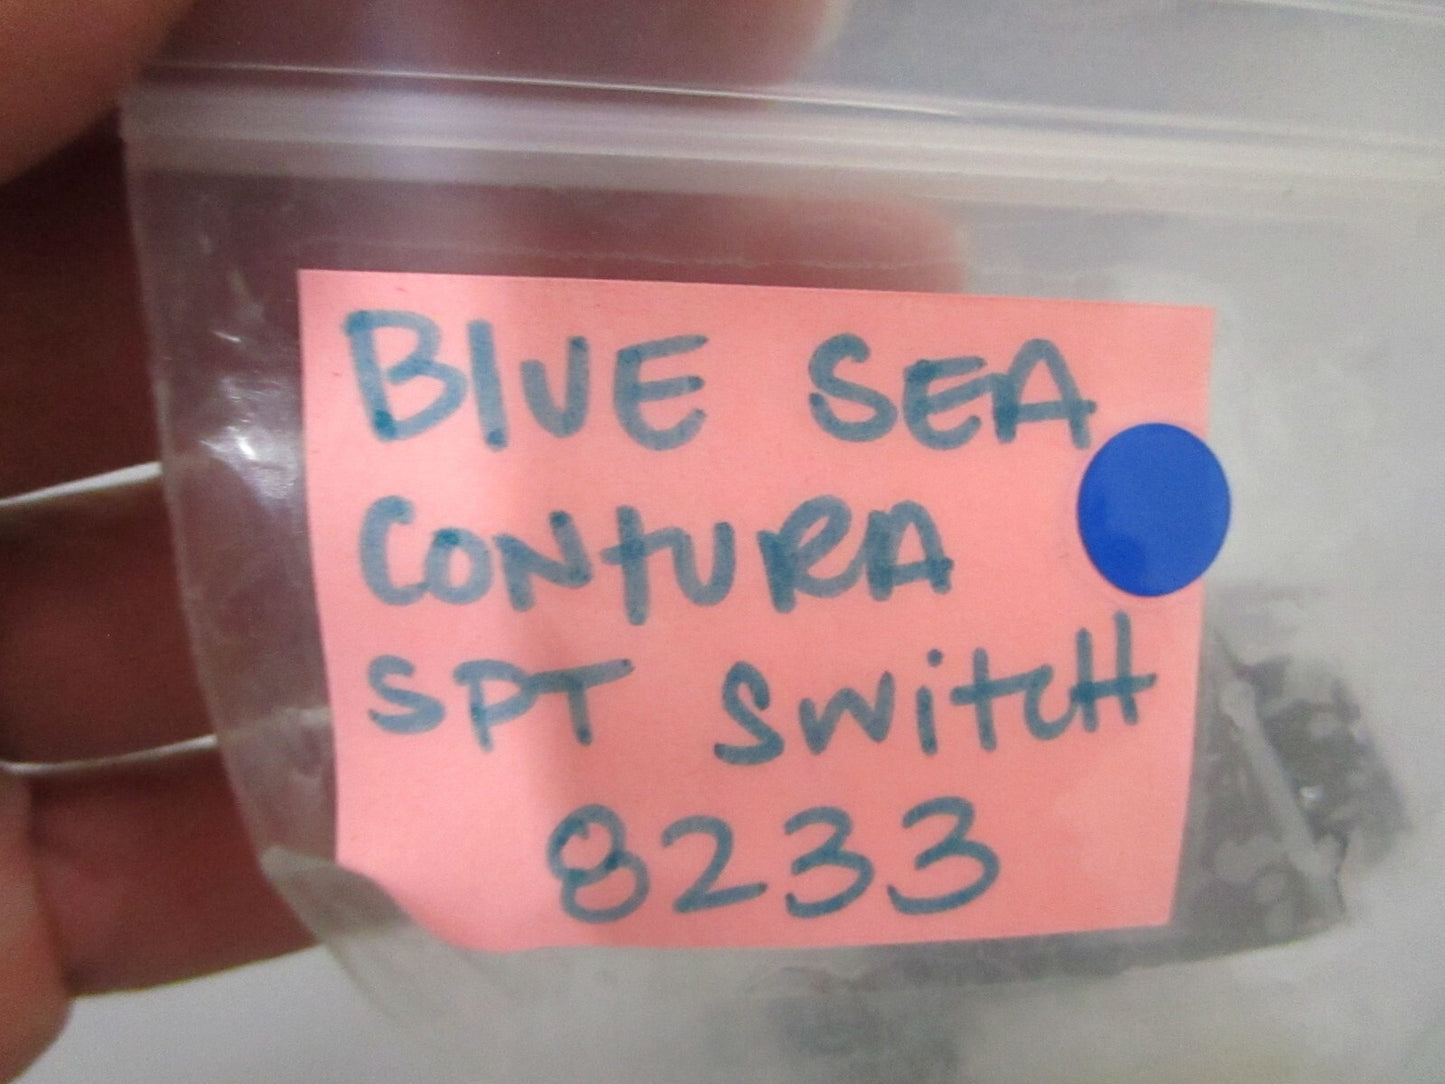 BLUE SEA
CONTURA
SPT SWITCH
8233